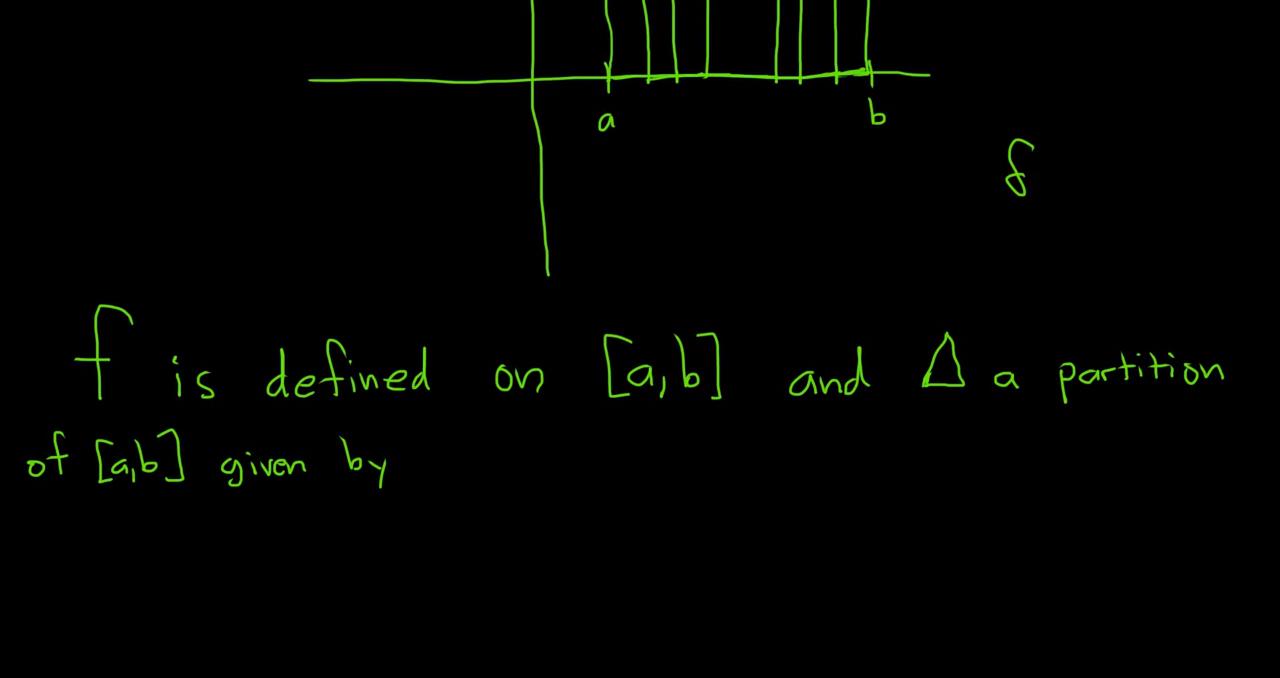 a b
f
f is defined on [a,b] and Δ a partition
of [a,b] given by